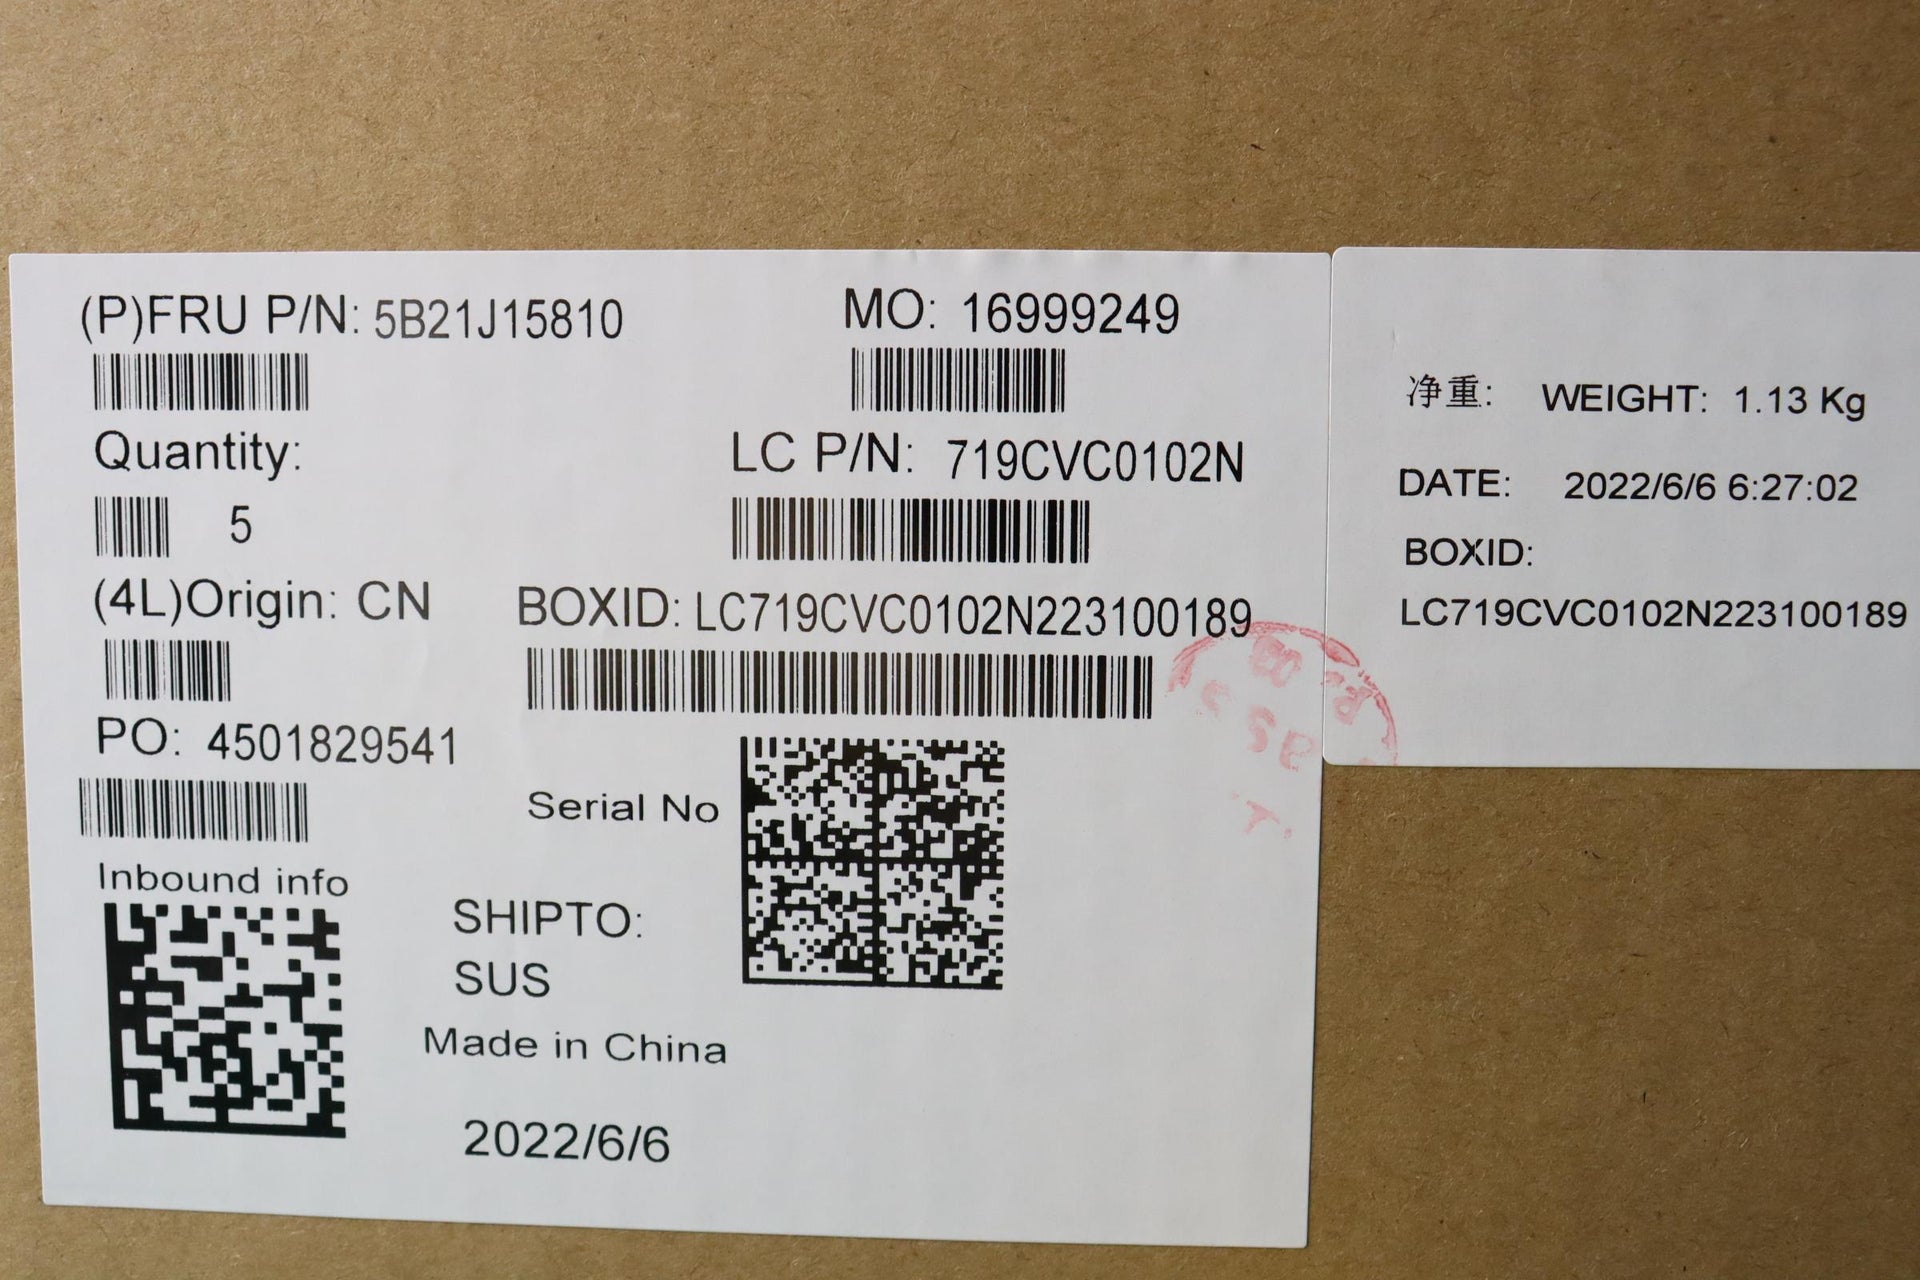 (P)FRU P/N: 5B21J15810
MO: 16999249
Quantity:
5
LC P/N: 719CVC0102N
(4L)Origin: CN
BOXID: LC719CVC0102N223100189
PO: 4501829541
Serial No
Inbound info
SHIPTO:
SUS
Made in China
2022/6/6
净重: WEIGHT: 1.13 Kg
DATE: 2022/6/6 6:27:02
BOXID:
LC719CVC0102N223100189